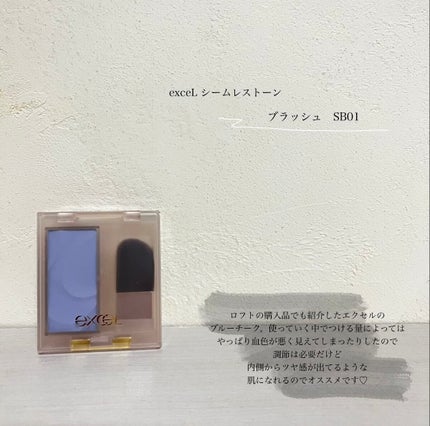 exceL シームレストーン
ブラッシュ SB01
excel
ロフトの購入品でも紹介したエクセルの
ブルーチーク。使っていく中でつける量によっては
やっぱり血色が悪く見えてしまったりしたので
調節は必要だけど
内側からツヤ感が出てるような
肌になれるのでオススメです♡